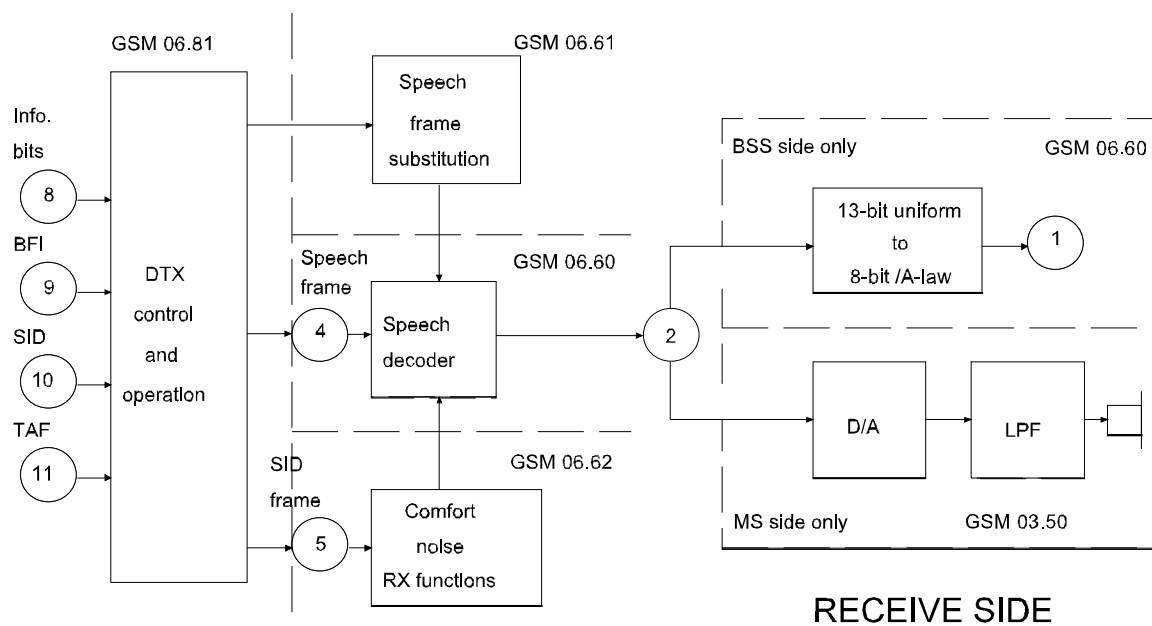 GSM 06.81
GSM 06.61
Speech
frame
substitution
Info.
bits
8
BFI
9
SID
10
TAF
11
DTX
control
and
operation
Speech
frame
4
GSM 06.60
Speech
decoder
2
BSS side only
GSM 06.60
13-bit uniform
to
8-bit /A-law
1
D/A
LPF
MS side only
GSM 03.50
SID
frame
5
GSM 06.62
Comfort
noise
RX functions
RECEIVE SIDE